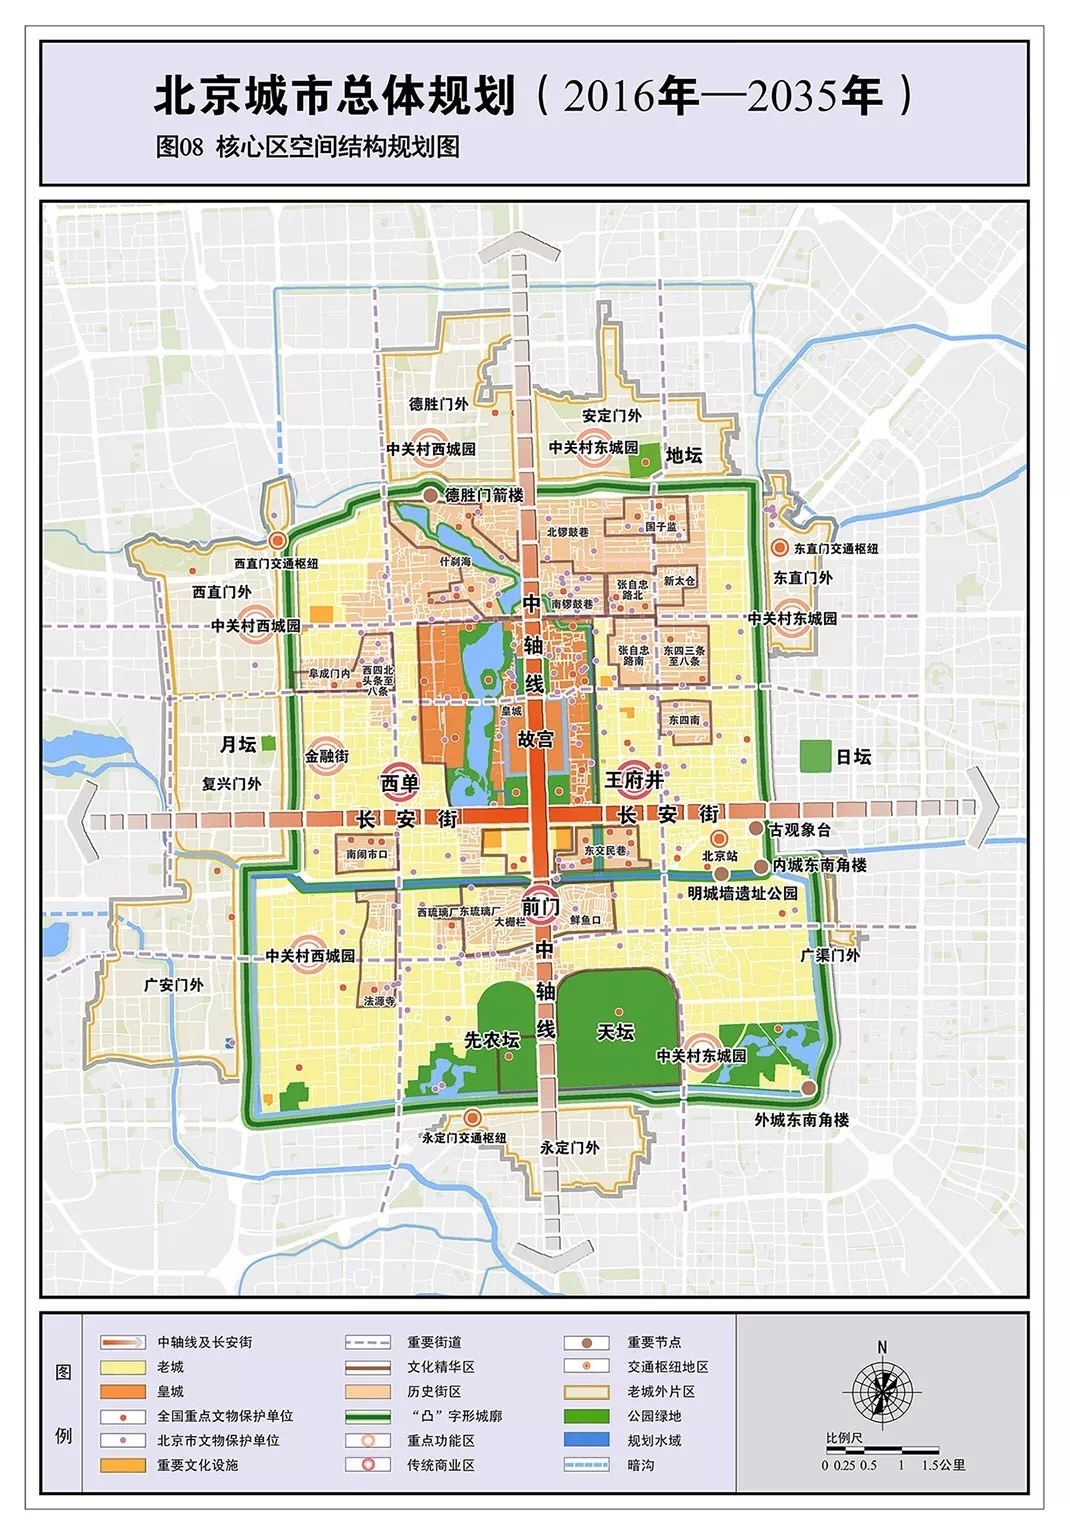 北京城市总体规划（2016年—2035年）
图08 核心区空间结构规划图
德胜门外
安定门外
中关村西城园
中关村东城园
地坛
德胜门箭楼
北锣鼓巷
国子监
西直门交通枢纽
什刹海
东直门交通枢纽
西直门外
张自忠
路北
新太仓
东直门外
中
南锣鼓巷
中关村西城园
中关村东城园
轴
张自忠
路南
东四三条
至八条
阜成门内
西四北
头条至
八条
线
皇城
东四南
月坛
金融街
故宫
日坛
复兴门外
西单
王府井
长安街
长安街
古观象台
南闹市口
东交民巷
北京站
内城东南角楼
明城墙遗址公园
西琉璃厂
东琉璃厂
大栅栏
前门
鲜鱼口
中
中关村西城园
广渠门外
广安门外
轴
法源寺
线
先农坛
天坛
中关村东城园
外城东南角楼
永定门交通枢纽
永定门外
图
例
中轴线及长安街
老城
皇城
全国重点文物保护单位
北京市文物保护单位
重要文化设施
重要街道
文化精华区
历史街区
“凸”字形城廓
重点功能区
传统商业区
重要节点
交通枢纽地区
老城外片区
公园绿地
规划水域
暗沟
N
比例尺
0 0.25 0.5 1 1.5公里